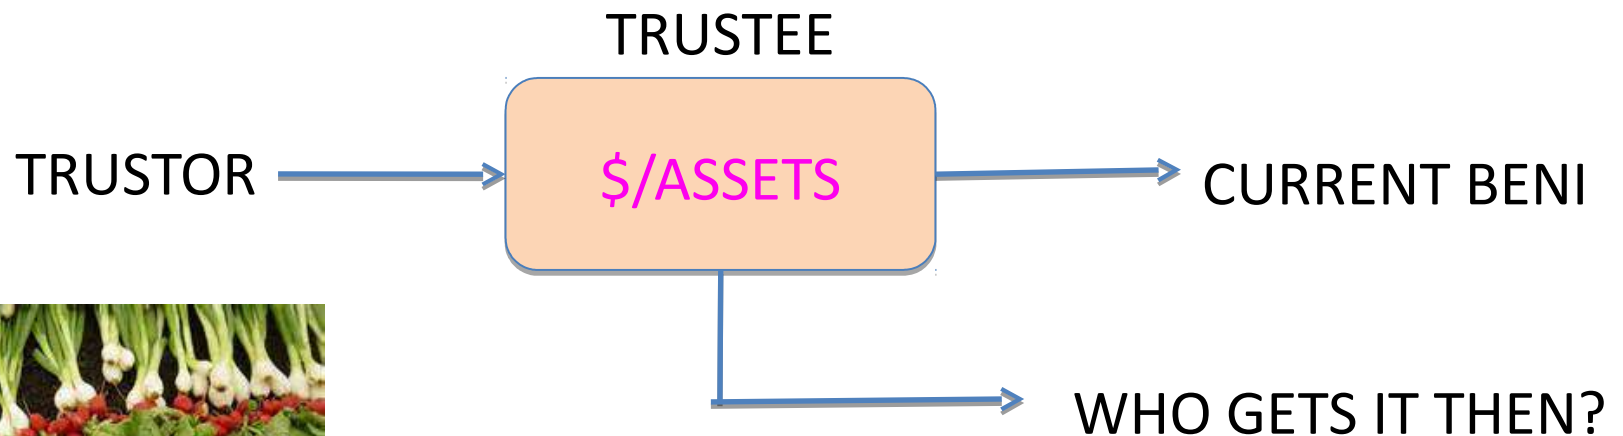 TRUSTEE
TRUSTOR
$/ASSETS
CURRENT BENI
WHO GETS IT THEN?